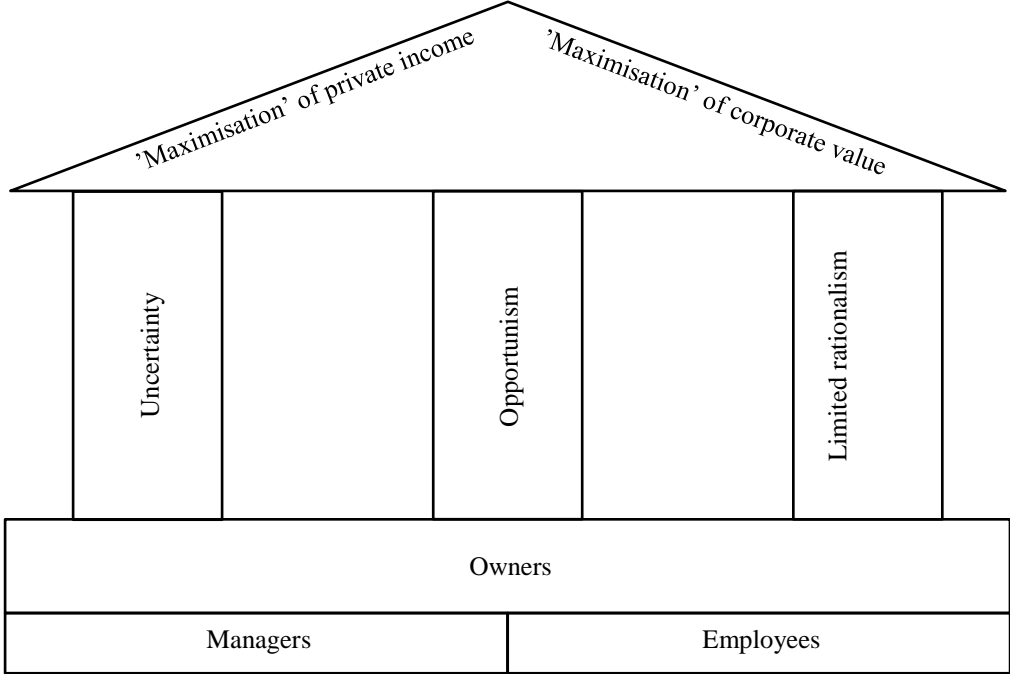 ’Maximisation’ of private income
’Maximisation’ of corporate value
Uncertainty
Opportunism
Limited rationalism
Owners
Managers
Employees